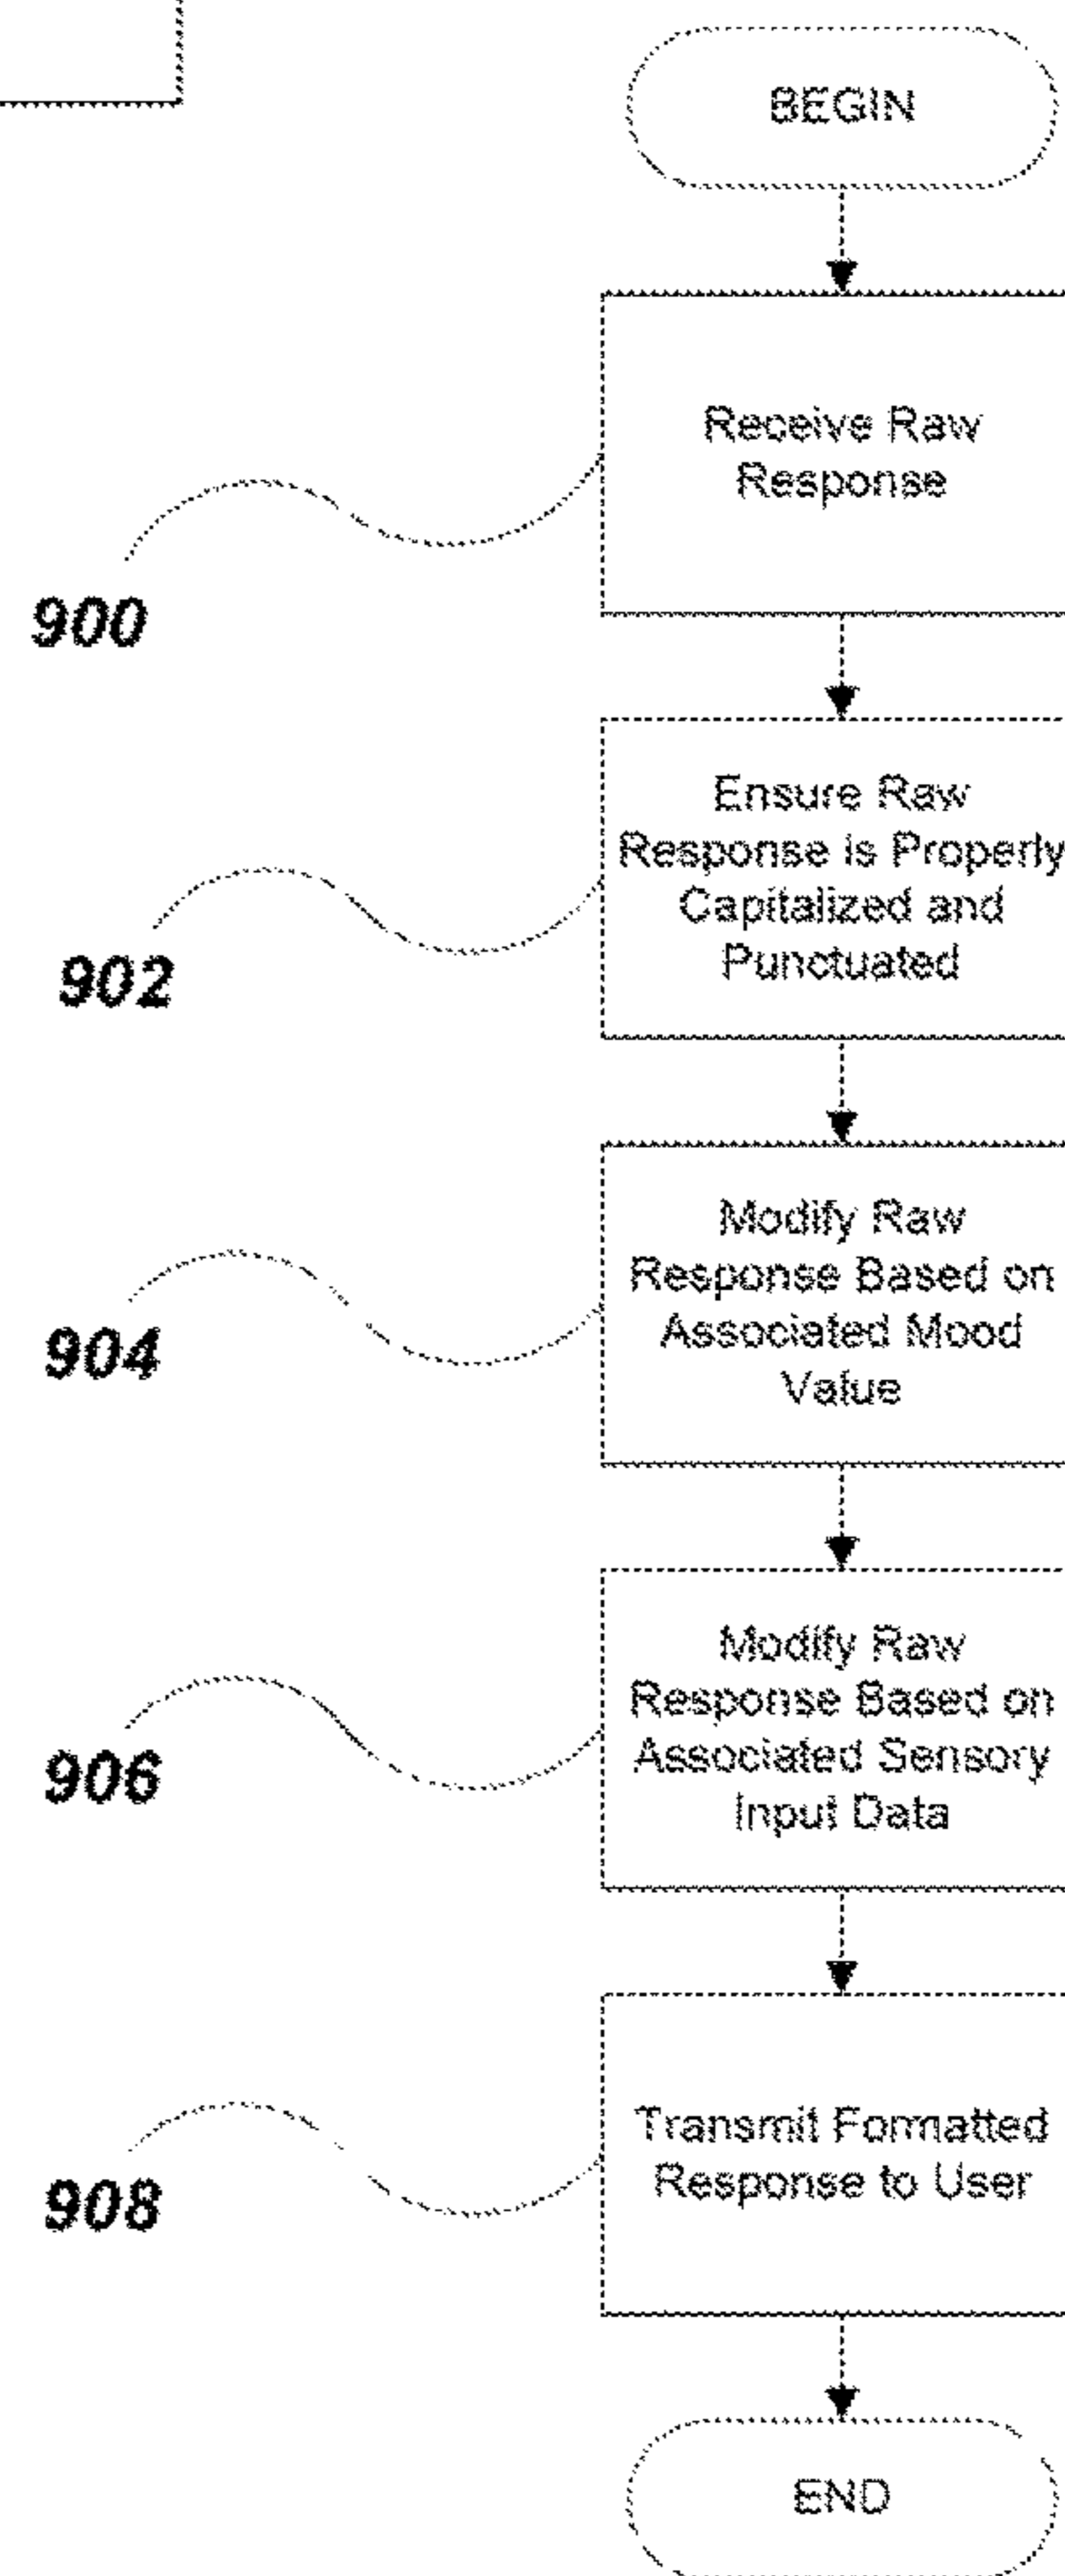 BEGIN
Receive Raw
Response
900
Ensure Raw
Response is Properly
Capitalized and
Punctuated
902
Modify Raw
Response Based on
Associated Mood
Value
904
Modify Raw
Response Based on
Associated Sensory
Input Data
906
Transmit Formatted
Response to User
908
END